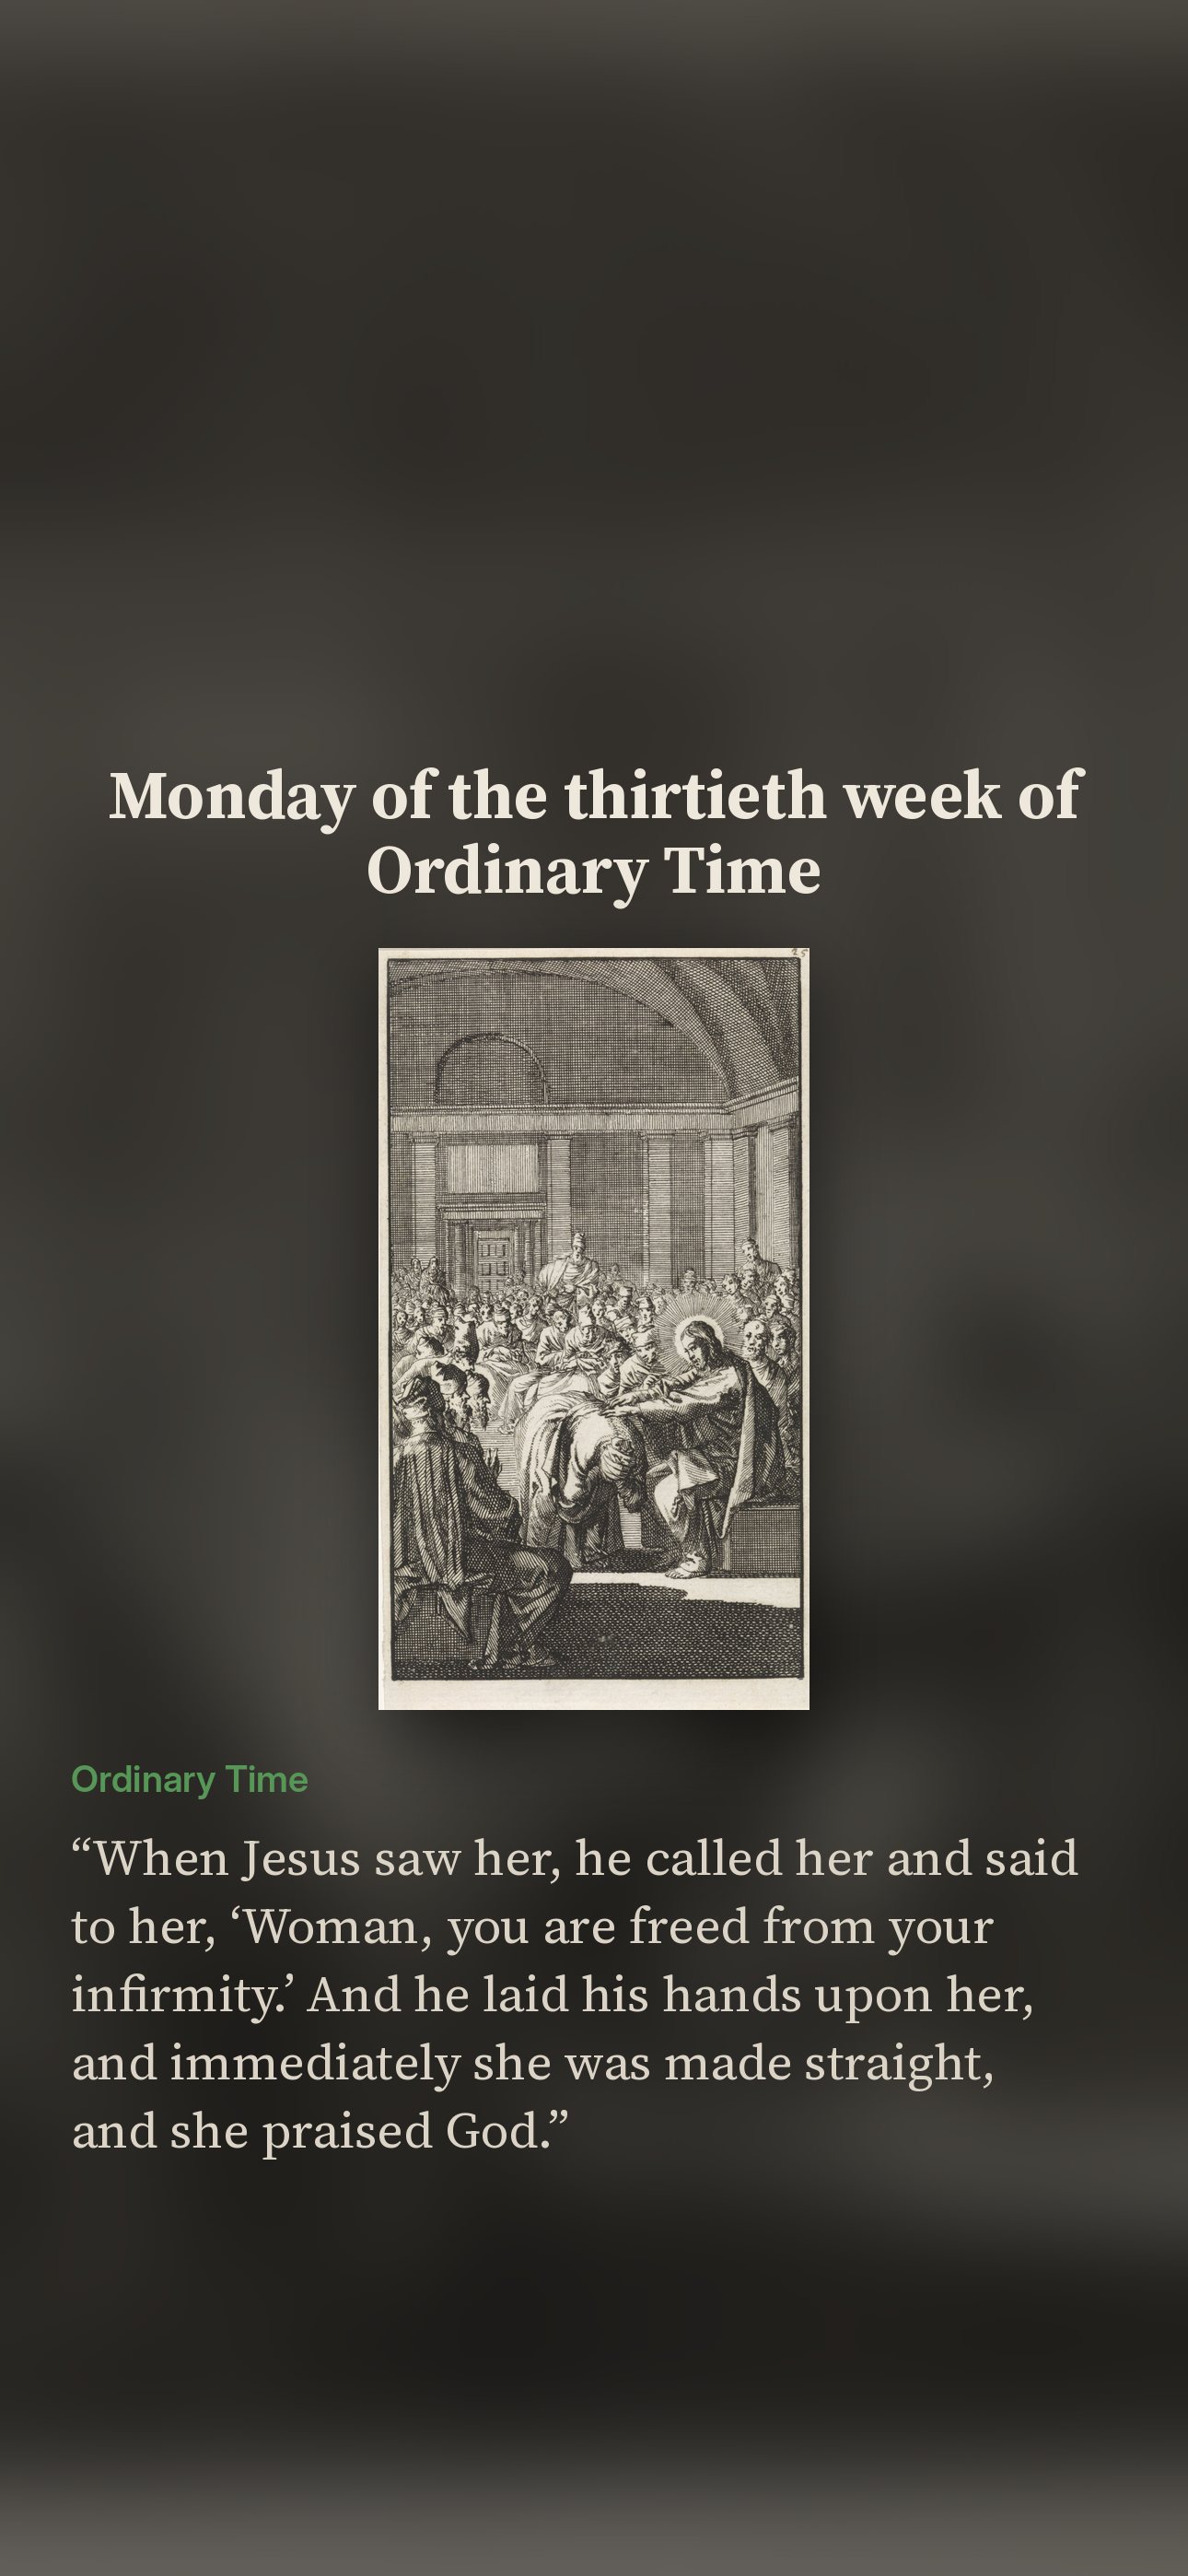 Monday of the thirtieth week of
Ordinary Time
25
Ordinary Time
“When Jesus saw her, he called her and said
to her, ‘Woman, you are freed from your
infirmity.’ And he laid his hands upon her,
and immediately she was made straight,
and she praised God.”